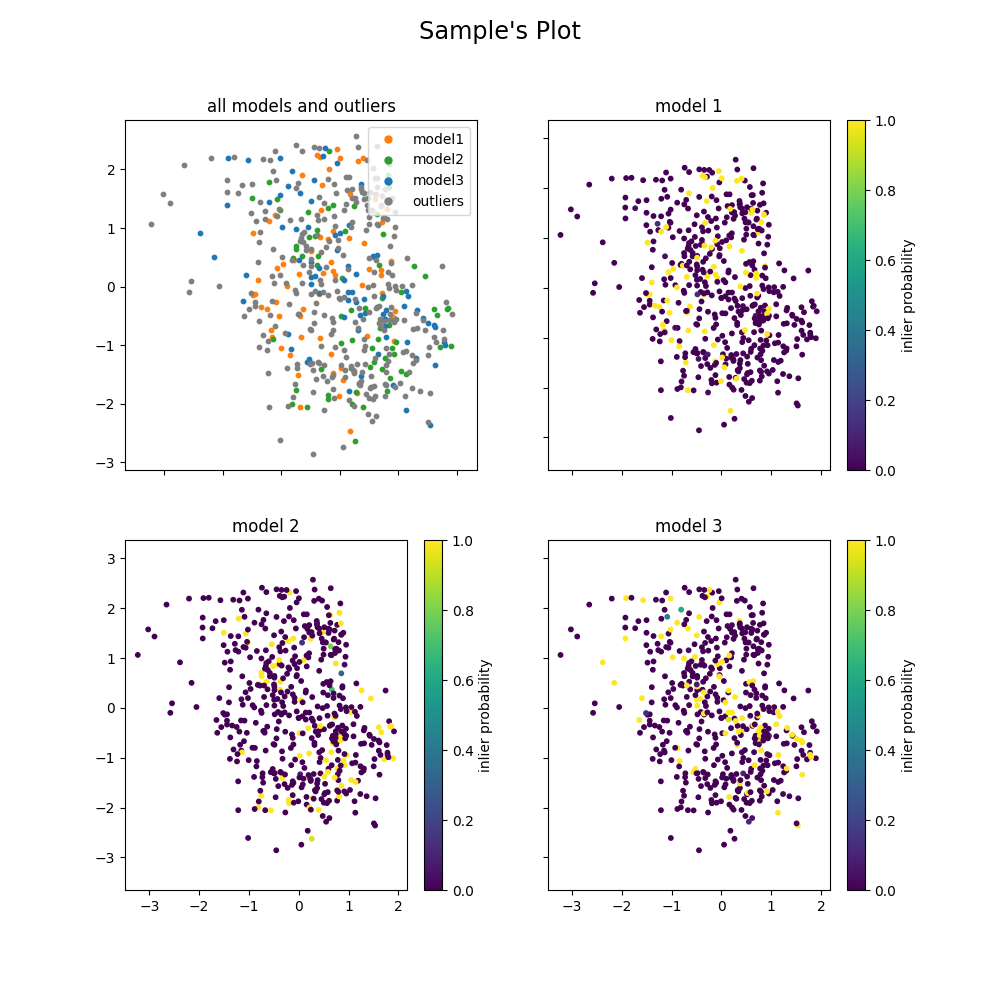 Sample's Plot
all models and outliers
model1
model2
model3
outliers
2
1
0
−1
−2
−3
model 1
1.0
0.8
0.6
0.4
0.2
0.0
inlier probability
model 2
3
2
1
0
−1
−2
−3
−3 −2 −1 0 1 2
1.0
0.8
0.6
0.4
0.2
0.0
inlier probability
model 3
−3 −2 −1 0 1 2
1.0
0.8
0.6
0.4
0.2
0.0
inlier probability